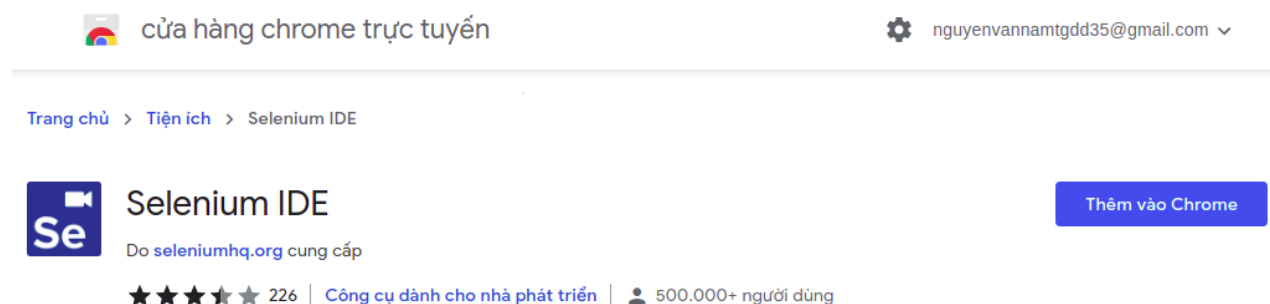 cửa hàng chrome trực tuyến nguyenvannamtgdd35@gmail.com
Trang chủ > Tiện ích > Selenium IDE
Se Selenium IDE Thêm vào Chrome
Do seleniumhq.org cung cấp
226 | Công cụ dành cho nhà phát triển | 500.000+ người dùng